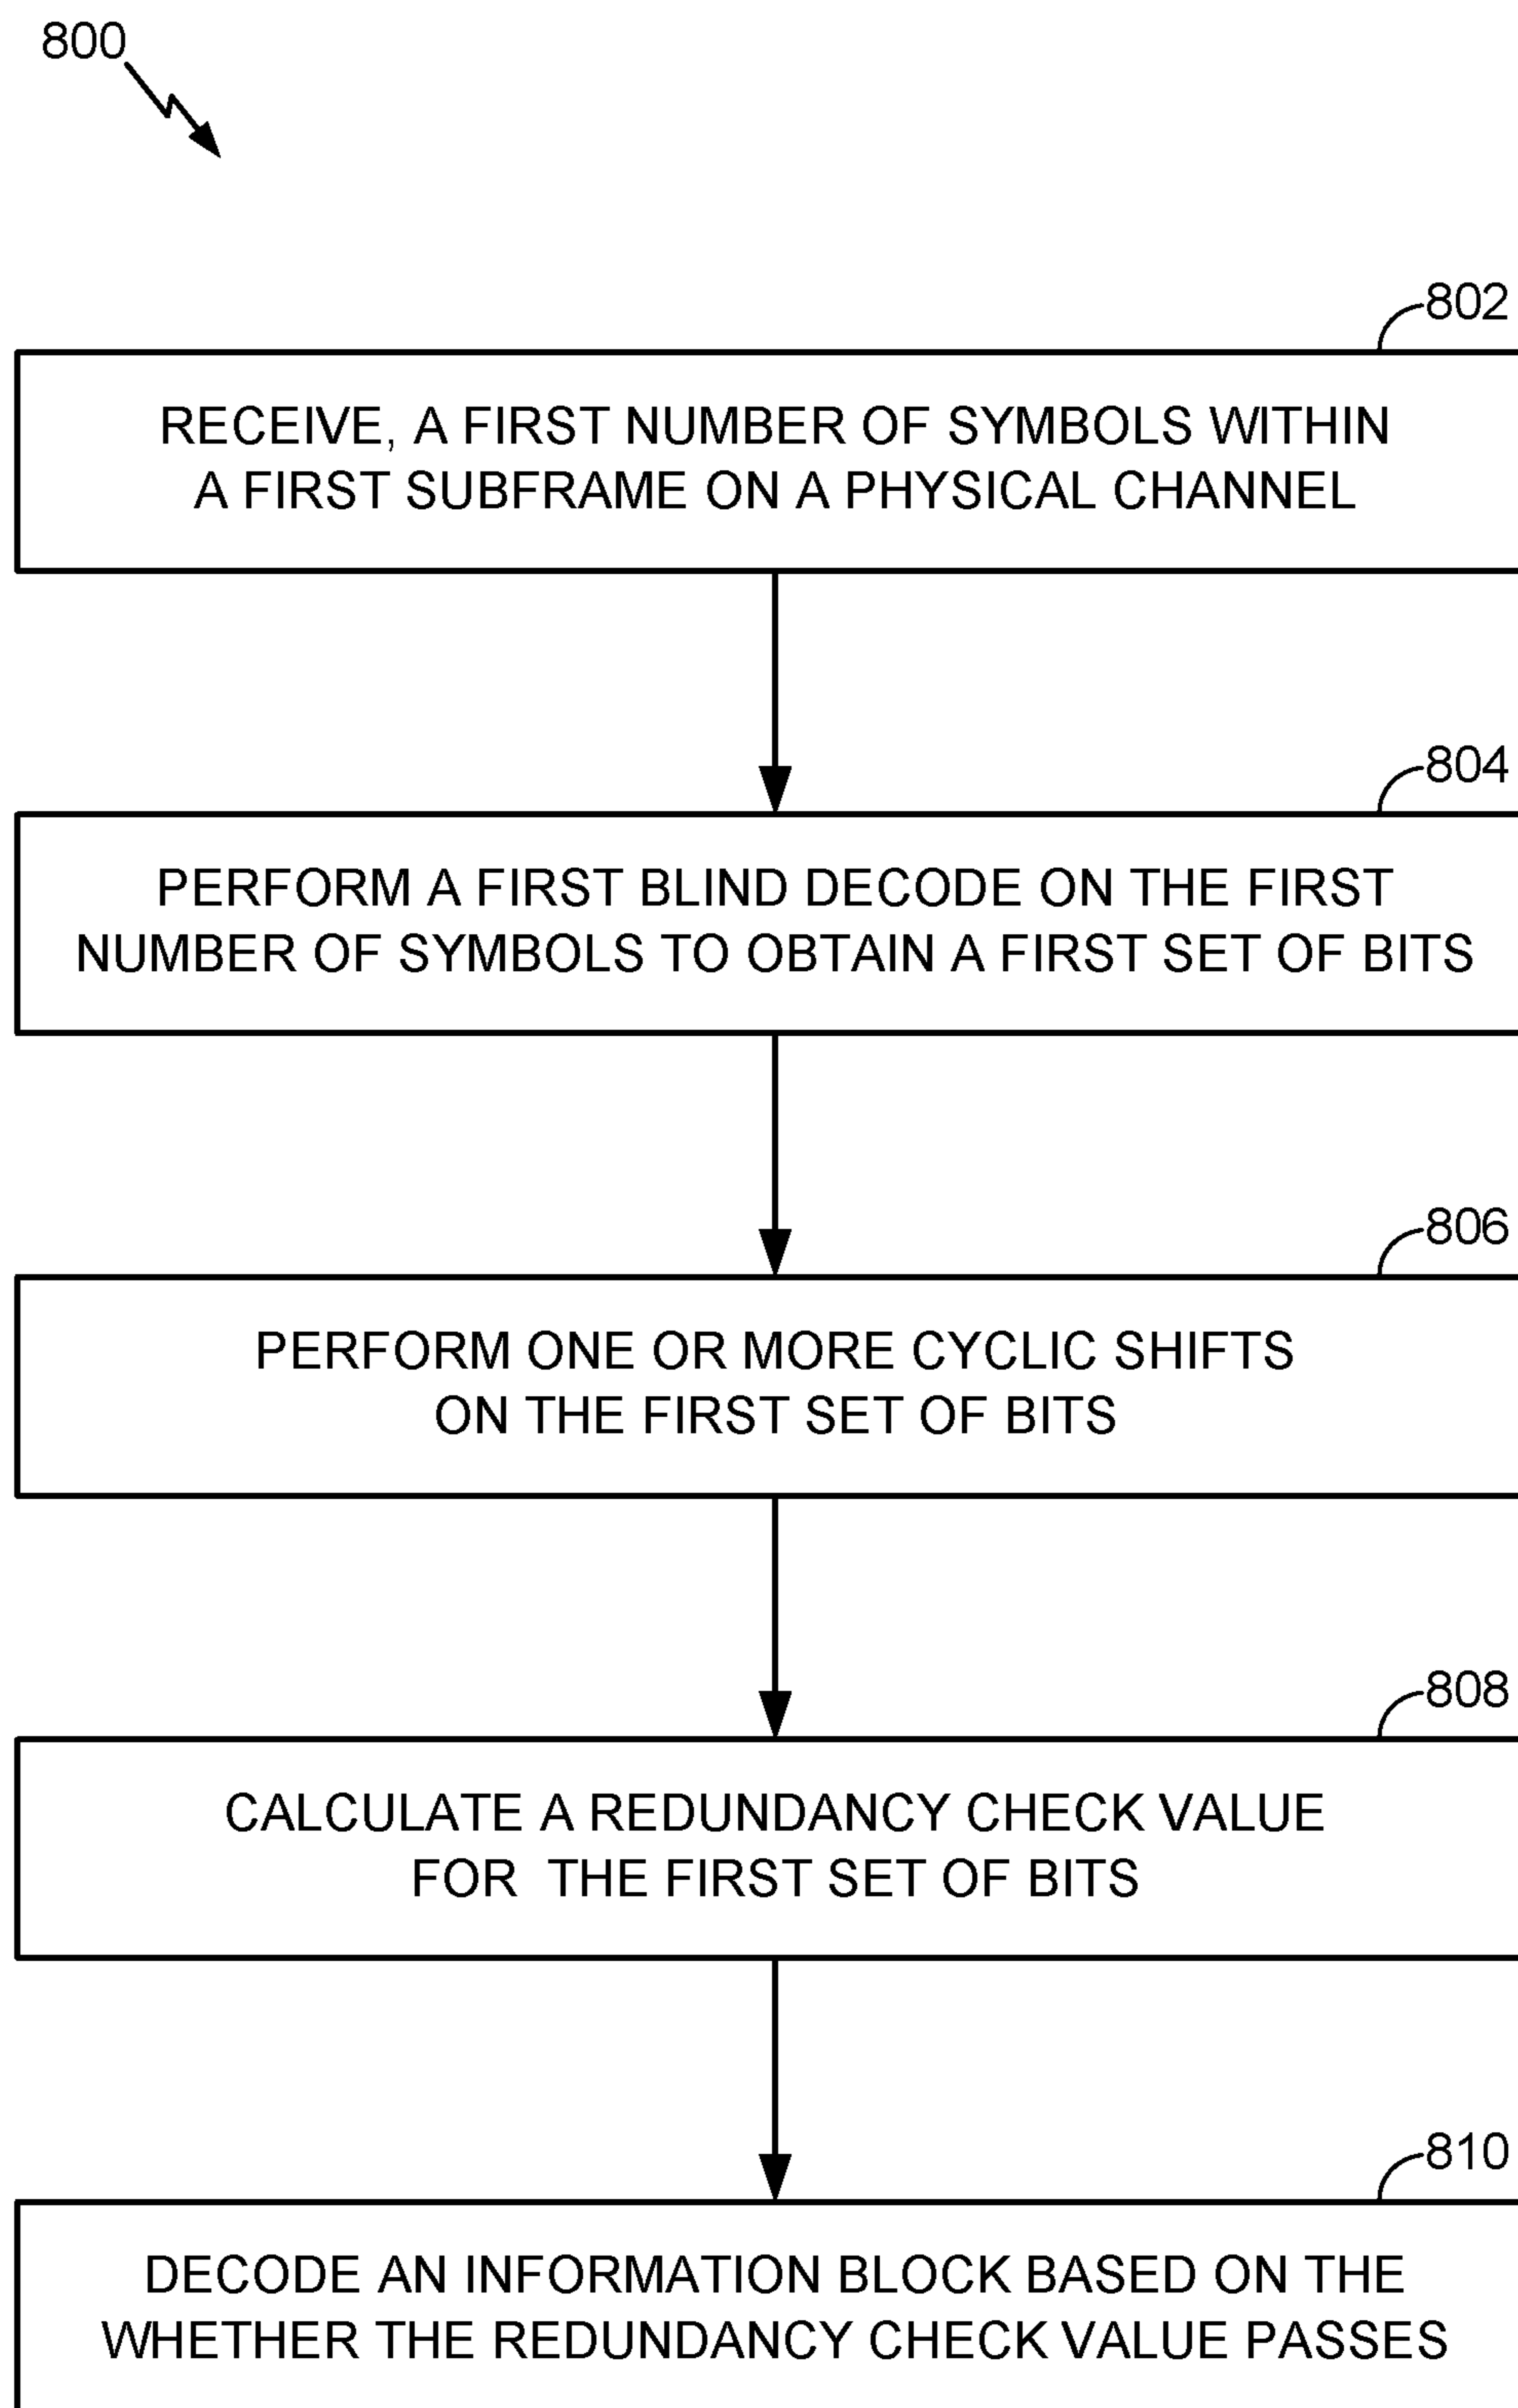 800
802
RECEIVE, A FIRST NUMBER OF SYMBOLS WITHIN
A FIRST SUBFRAME ON A PHYSICAL CHANNEL
804
PERFORM A FIRST BLIND DECODE ON THE FIRST
NUMBER OF SYMBOLS TO OBTAIN A FIRST SET OF BITS
806
PERFORM ONE OR MORE CYCLIC SHIFTS
ON THE FIRST SET OF BITS
808
CALCULATE A REDUNDANCY CHECK VALUE
FOR THE FIRST SET OF BITS
810
DECODE AN INFORMATION BLOCK BASED ON THE
WHETHER THE REDUNDANCY CHECK VALUE PASSES